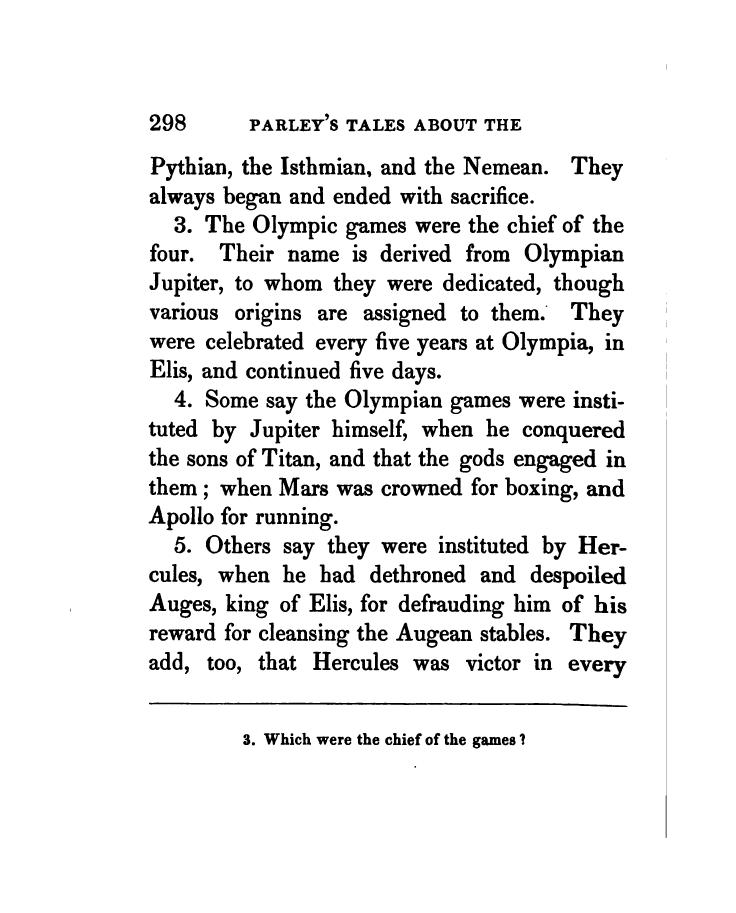 298 PARLEY'S TALES ABOUT THE
Pythian, the Isthmian, and the Nemean. They
always began and ended with sacrifice.
3. The Olympic games were the chief of the
four. Their name is derived from Olympian
Jupiter, to whom they were dedicated, though
various origins are assigned to them. They
were celebrated every five years at Olympia, in
Elis, and continued five days.
4. Some say the Olympian games were insti-
tuted by Jupiter himself, when he conquered
the sons of Titan, and that the gods engaged in
them ; when Mars was crowned for boxing, and
Apollo for running.
5. Others say they were instituted by Her-
cules, when he had dethroned and despoiled
Auges, king of Elis, for defrauding him of his
reward for cleansing the Augean stables. They
add, too, that Hercules was victor in every
3. Which were the chief of the games ?